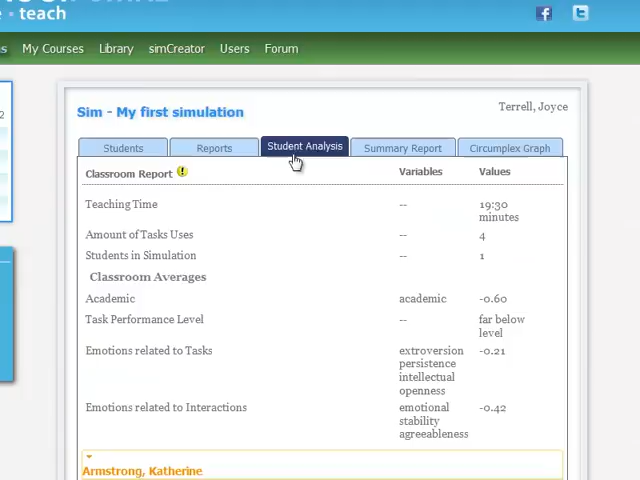 e • teach
s My Courses Library simCreator Users Forum
2
Sim - My first simulation
Terrell, Joyce
Students Reports Student Analysis Summary Report Circumplex Graph
Classroom Report ! Variables Values
Teaching Time -- 19:30
minutes
Amount of Tasks Uses -- 4
Students in Simulation -- 1
Classroom Averages
Academic academic -0.60
Task Performance Level -- far below
level
Emotions related to Tasks extroversion -0.21
persistence
intellectual
openness
Emotions related to Interactions emotional -0.42
stability
agreeableness
Armstrong, Katherine